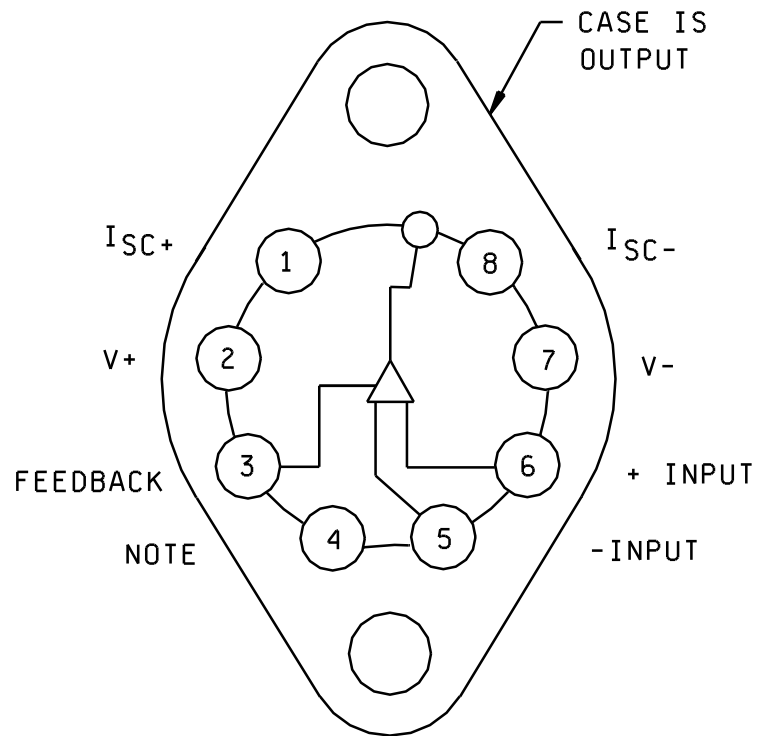 CASE IS
OUTPUT
ISC+
ISC-
1
8
V+
2
7
V-
FEEDBACK
3
6
+ INPUT
NOTE
4
5
-INPUT